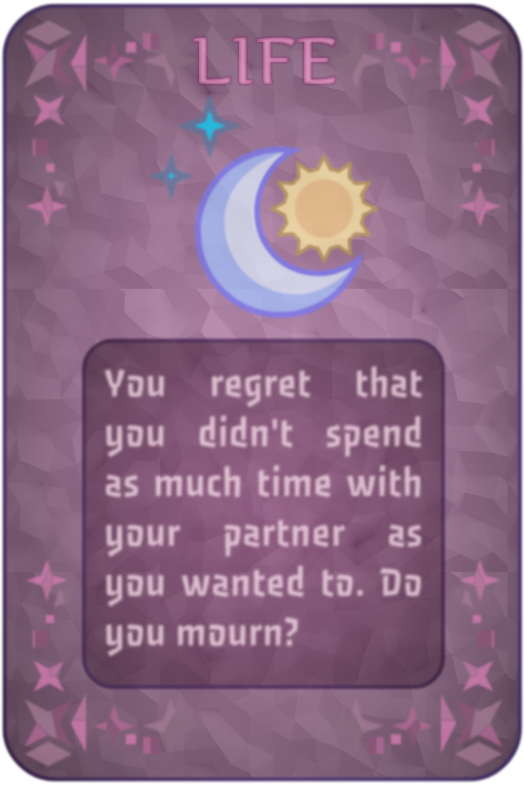 LIFE
You regret that
you didn't spend
as much time with
your partner as
you wanted to. Do
you mourn?